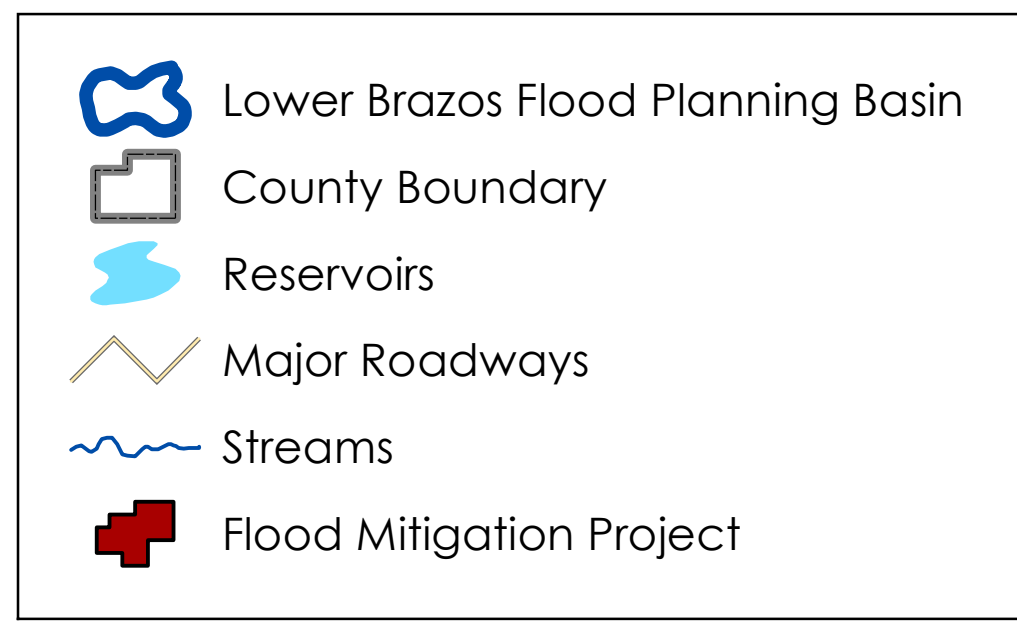 Lower Brazos Flood Planning Basin
County Boundary
Reservoirs
Major Roadways
Streams
Flood Mitigation Project